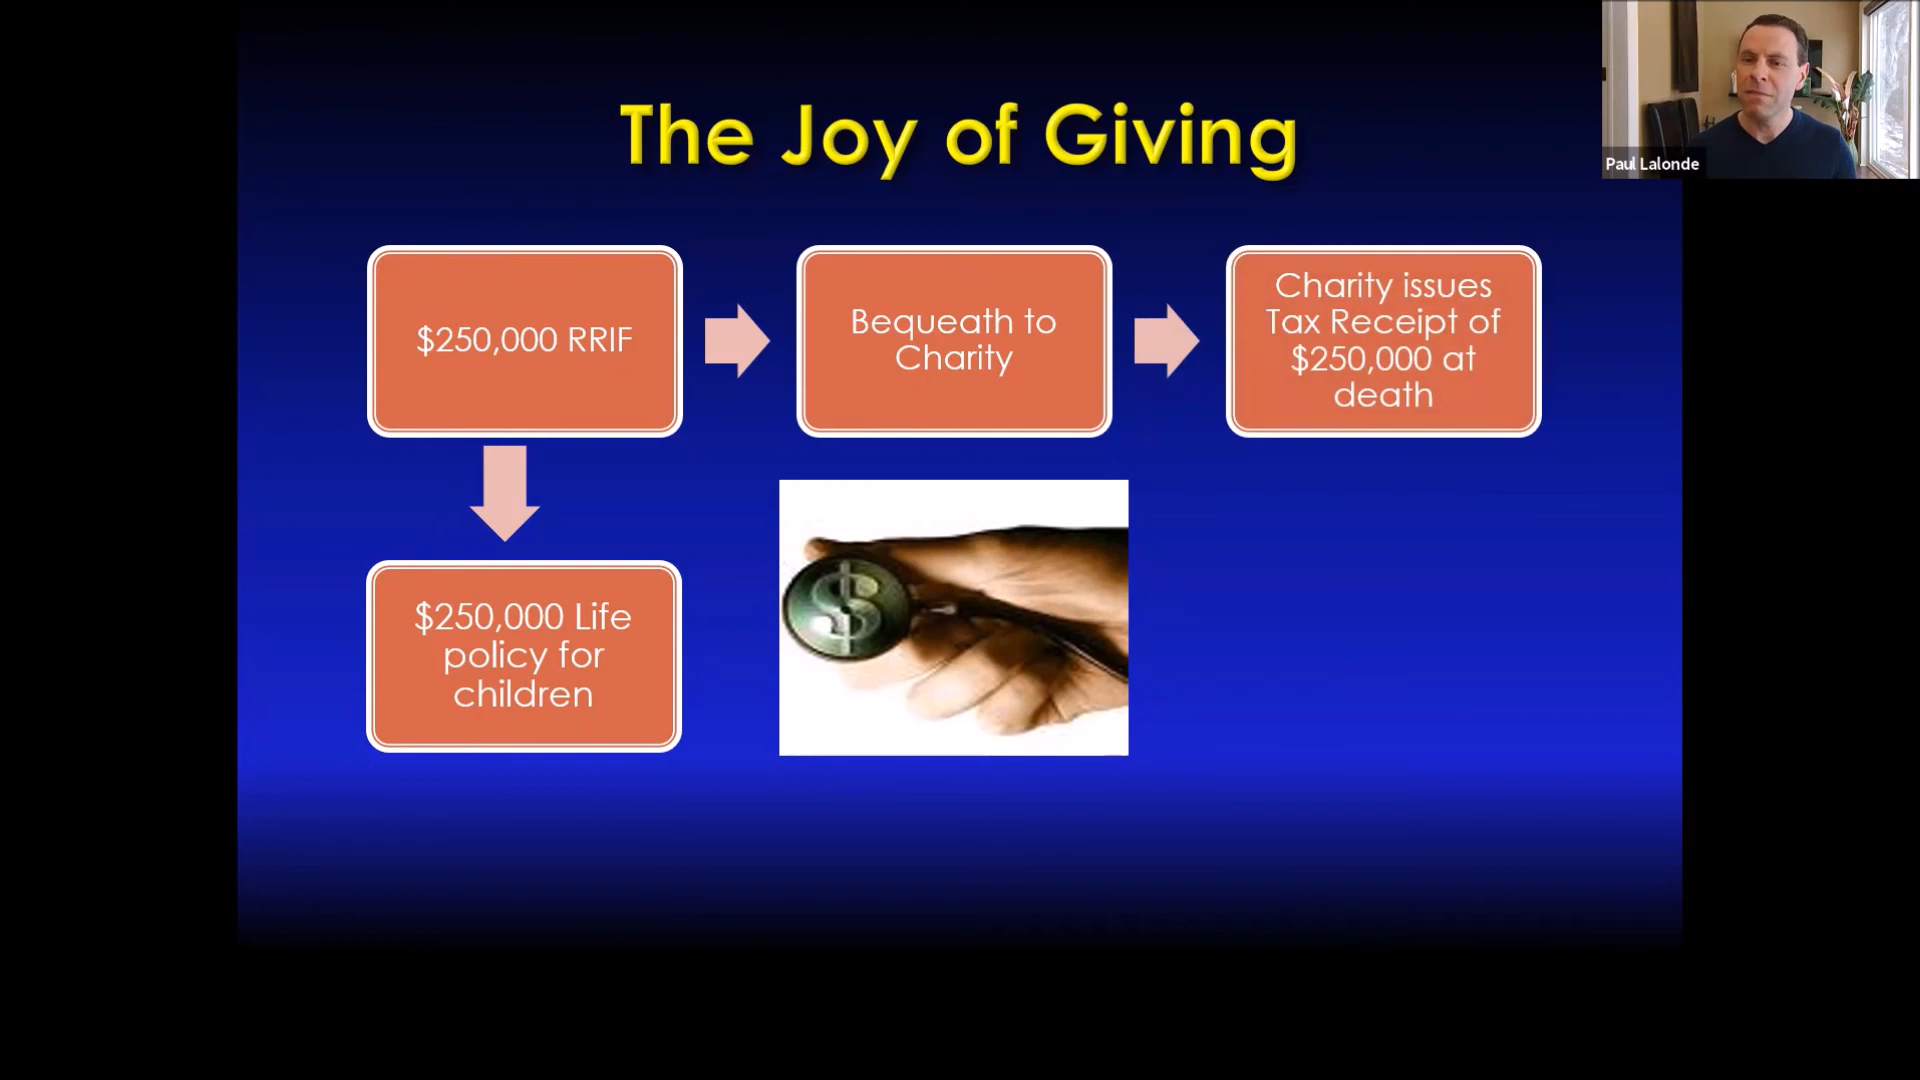 The Joy of Giving
Paul Lalonde
$250,000 RRIF
Bequeath to
Charity
Charity issues
Tax Receipt of
$250,000 at
death
$250,000 Life
policy for
children
$